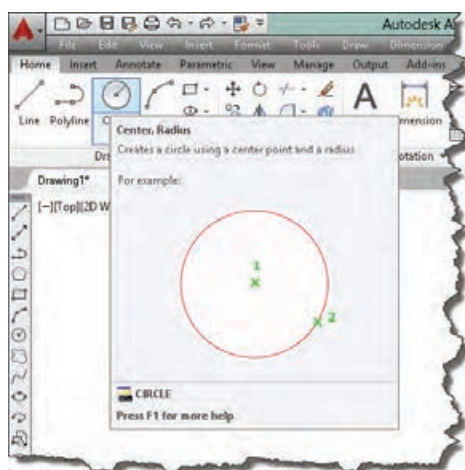 Autodesk A
File Edit View Insert Format Tools Draw Dimension
Home Insert Annotate Parametric View Manage Output Add-ins
Line Polyline
A
mension
Center, Radius
Creates a circle using a center point and a radius
otation
Drawing1*
For example:
[−][Top][2D W
1
2
CIRCLE
Press F1 for more help